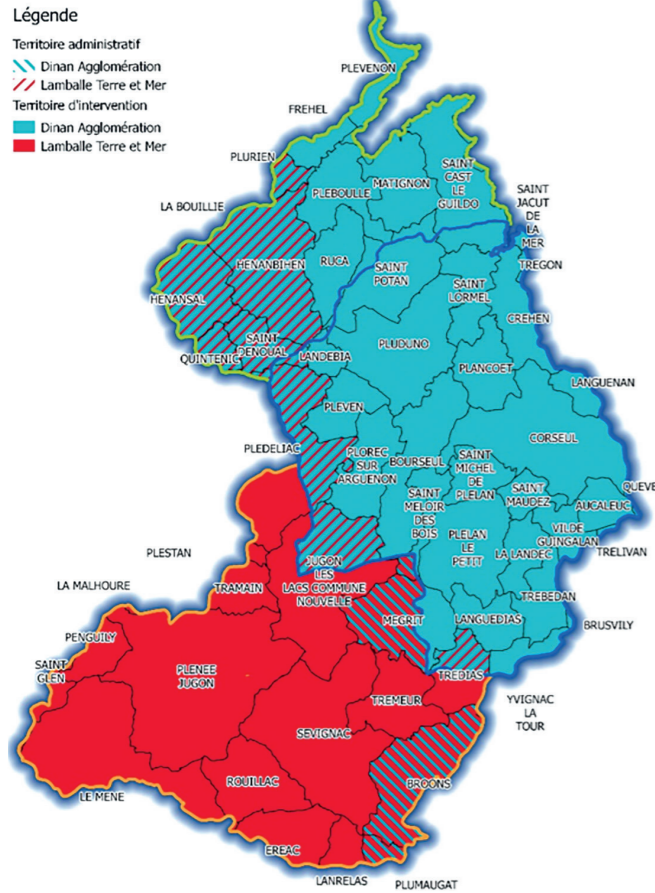 Légende
Territoire administratif
Dinan Agglomération
Lamballe Terre et Mer
Territoire d'intervention
Dinan Agglomération
Lamballe Terre et Mer
PLEVENON
FREHEL
PLURIEN
PLEBOULLE
MATIGNON
SAINT
CAST
LE
GUILDO
SAINT
JACUT
DE
LA
MER
LA BOUILLIE
HENANBIHEN
RUCA
SAINT
POTAN
TREGON
HENANSAL
SAINT
LORMEL
CREHEN
QUINTENIC
SAINT
DENOUAL
LANDEBIA
PLUDUNO
PLANCOET
LANGUENAN
PLEVEN
CORSEUL
PLEDELIAC
PLOREC
SUR
ARGUENON
BOURSEUL
SAINT
MICHEL
DE
PLELAN
SAINT
MAUDEZ
QUEVE
AUCALEUC
SAINT
MELOIR
DES
BOIS
PLELAN
LE
PETIT
VILDE
GUINGALAN
LA LANDEC
TRELIVAN
PLESTAN
JUGON
LES
LACS COMMUNE
NOUVELLE
TRAMAIN
LA MALHOURE
MEGRIT
LANGUEDIAS
TREBEDAN
BRUSVILY
PENGUILY
SAINT
GLEN
PLENEE
JUGON
TREDIAS
TREMEUR
YVIGNAC
LA
TOUR
SEVIGNAC
ROUILLAC
BROONS
LE MENE
EREAC
LANRELAS
PLUMAUGAT